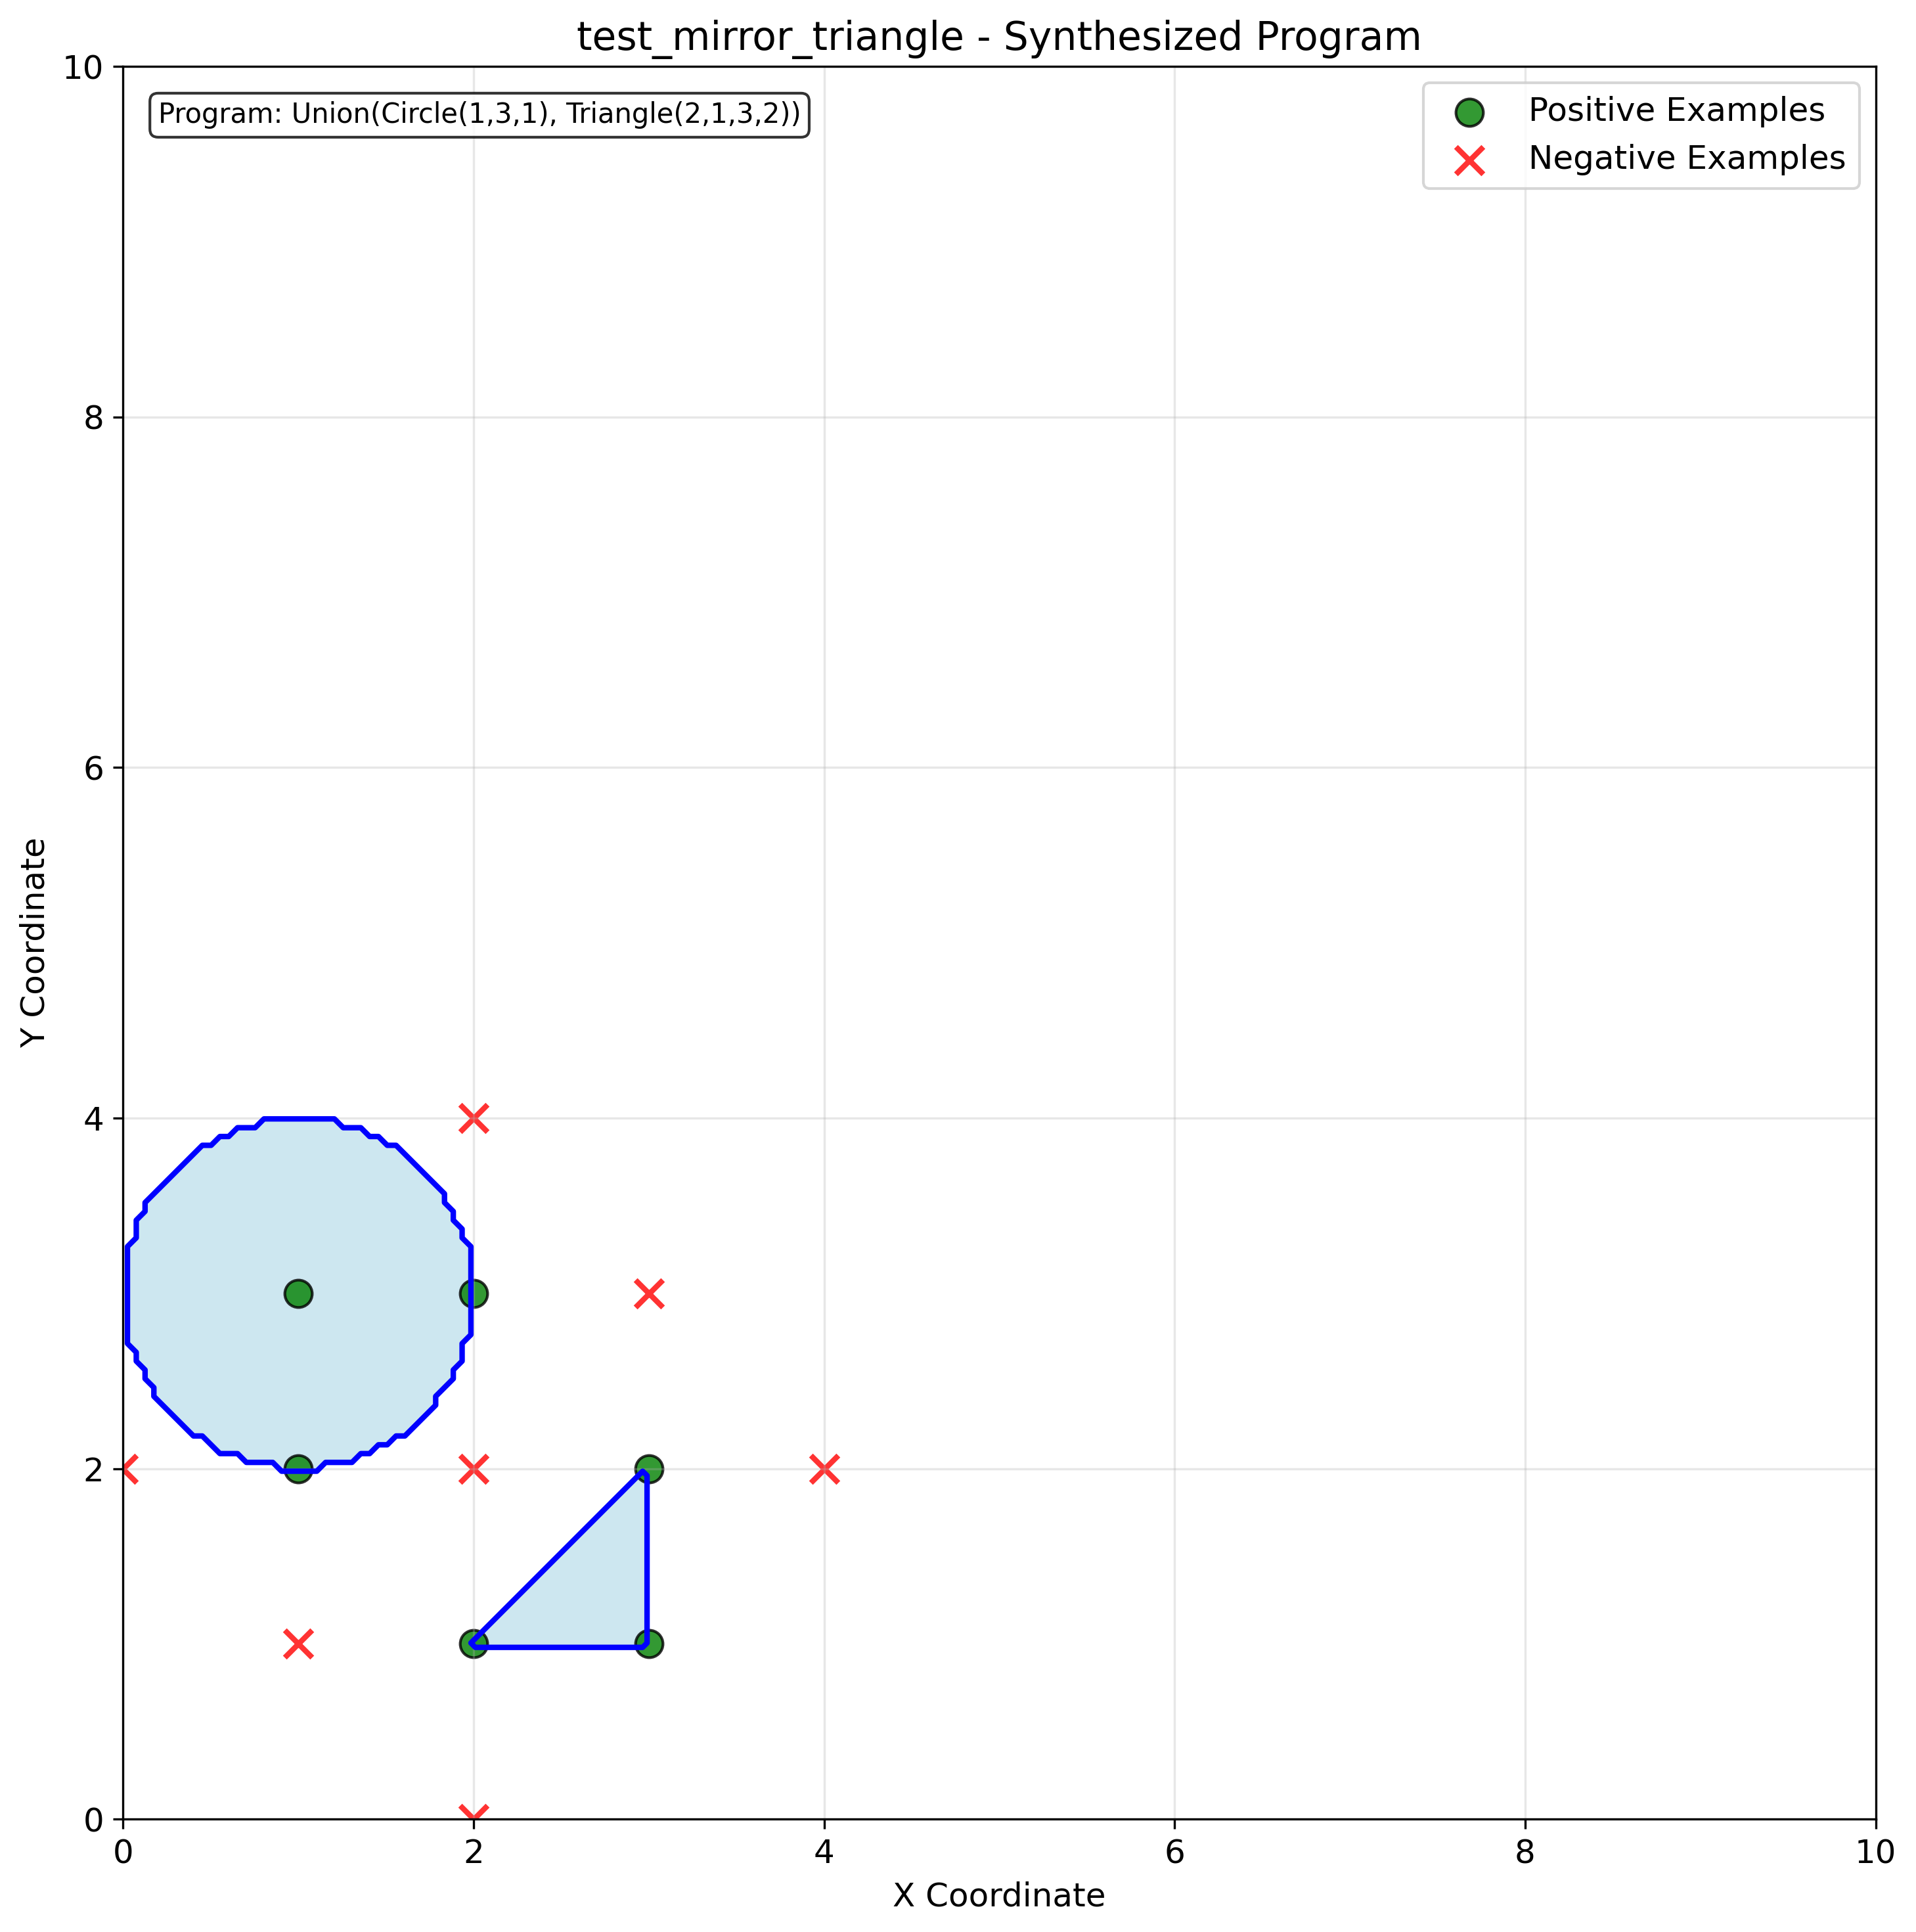 test_mirror_triangle - Synthesized Program
Program: Union(Circle(1,3,1), Triangle(2,1,3,2))
Positive Examples
Negative Examples
10
8
6
4
2
0
Y Coordinate
0 2 4 6 8 10
X Coordinate